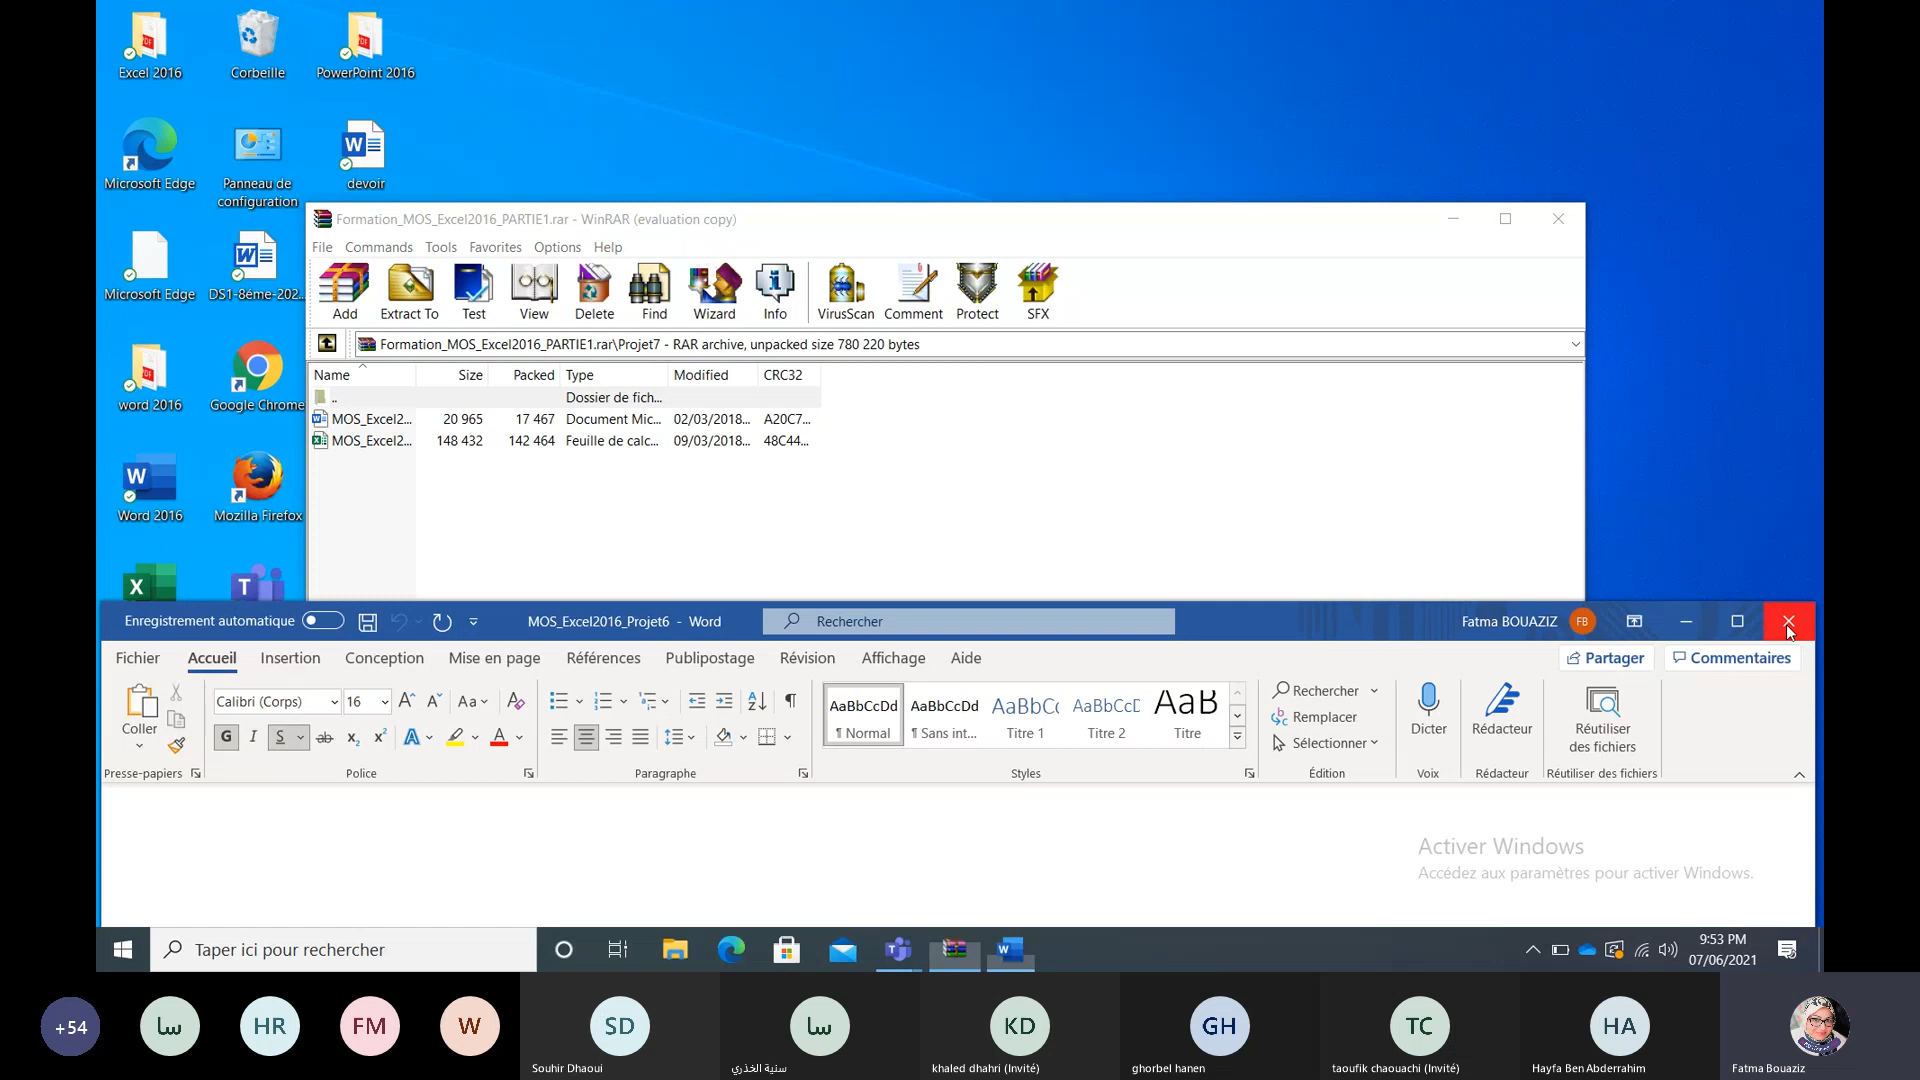 Excel 2016
Corbeille
PowerPoint 2016
Microsoft Edge
Panneau de
configuration
devoir
Microsoft Edge
DS1-8éme-202...
word 2016
Google Chrome
Word 2016
Mozilla Firefox
Formation_MOS_Excel2016_PARTIE1.rar - WinRAR (evaluation copy)
File Commands Tools Favorites Options Help
Add Extract To Test View Delete Find Wizard Info VirusScan Comment Protect SFX
Formation_MOS_Excel2016_PARTIE1.rar\Projet7 - RAR archive, unpacked size 780 220 bytes
Name Size Packed Type Modified CRC32
.. Dossier de fich...
MOS_Excel2... 20 965 17 467 Document Mic... 02/03/2018... A20C7...
MOS_Excel2... 148 432 142 464 Feuille de calc... 09/03/2018... 48C44...
Enregistrement automatique MOS_Excel2016_Projet6 - Word Rechercher Fatma BOUAZIZ FB
Fichier Accueil Insertion Conception Mise en page Références Publipostage Révision Affichage Aide Partager Commentaires
Coller
Calibri (Corps) 16
G I S ab x₂ x² A A
AaBbCcDd AaBbCcDd AaBbCc AaBbCcD AaB
¶ Normal ¶ Sans int... Titre 1 Titre 2 Titre
Rechercher
Remplacer
Sélectionner
Dicter
Rédacteur
Réutiliser
des fichiers
Presse-papiers Police Paragraphe Styles Édition Voix Rédacteur Réutiliser des fichiers
Activer Windows
Accédez aux paramètres pour activer Windows.
Taper ici pour rechercher
9:53 PM
07/06/2021
+54 سا HR FM W SD سا KD GH TC HA
Souhir Dhaoui سنية الخذري khaled dhahri (Invité) ghorbel hanen taoufik chaouachi (Invité) Hayfa Ben Abderrahim Fatma Bouaziz